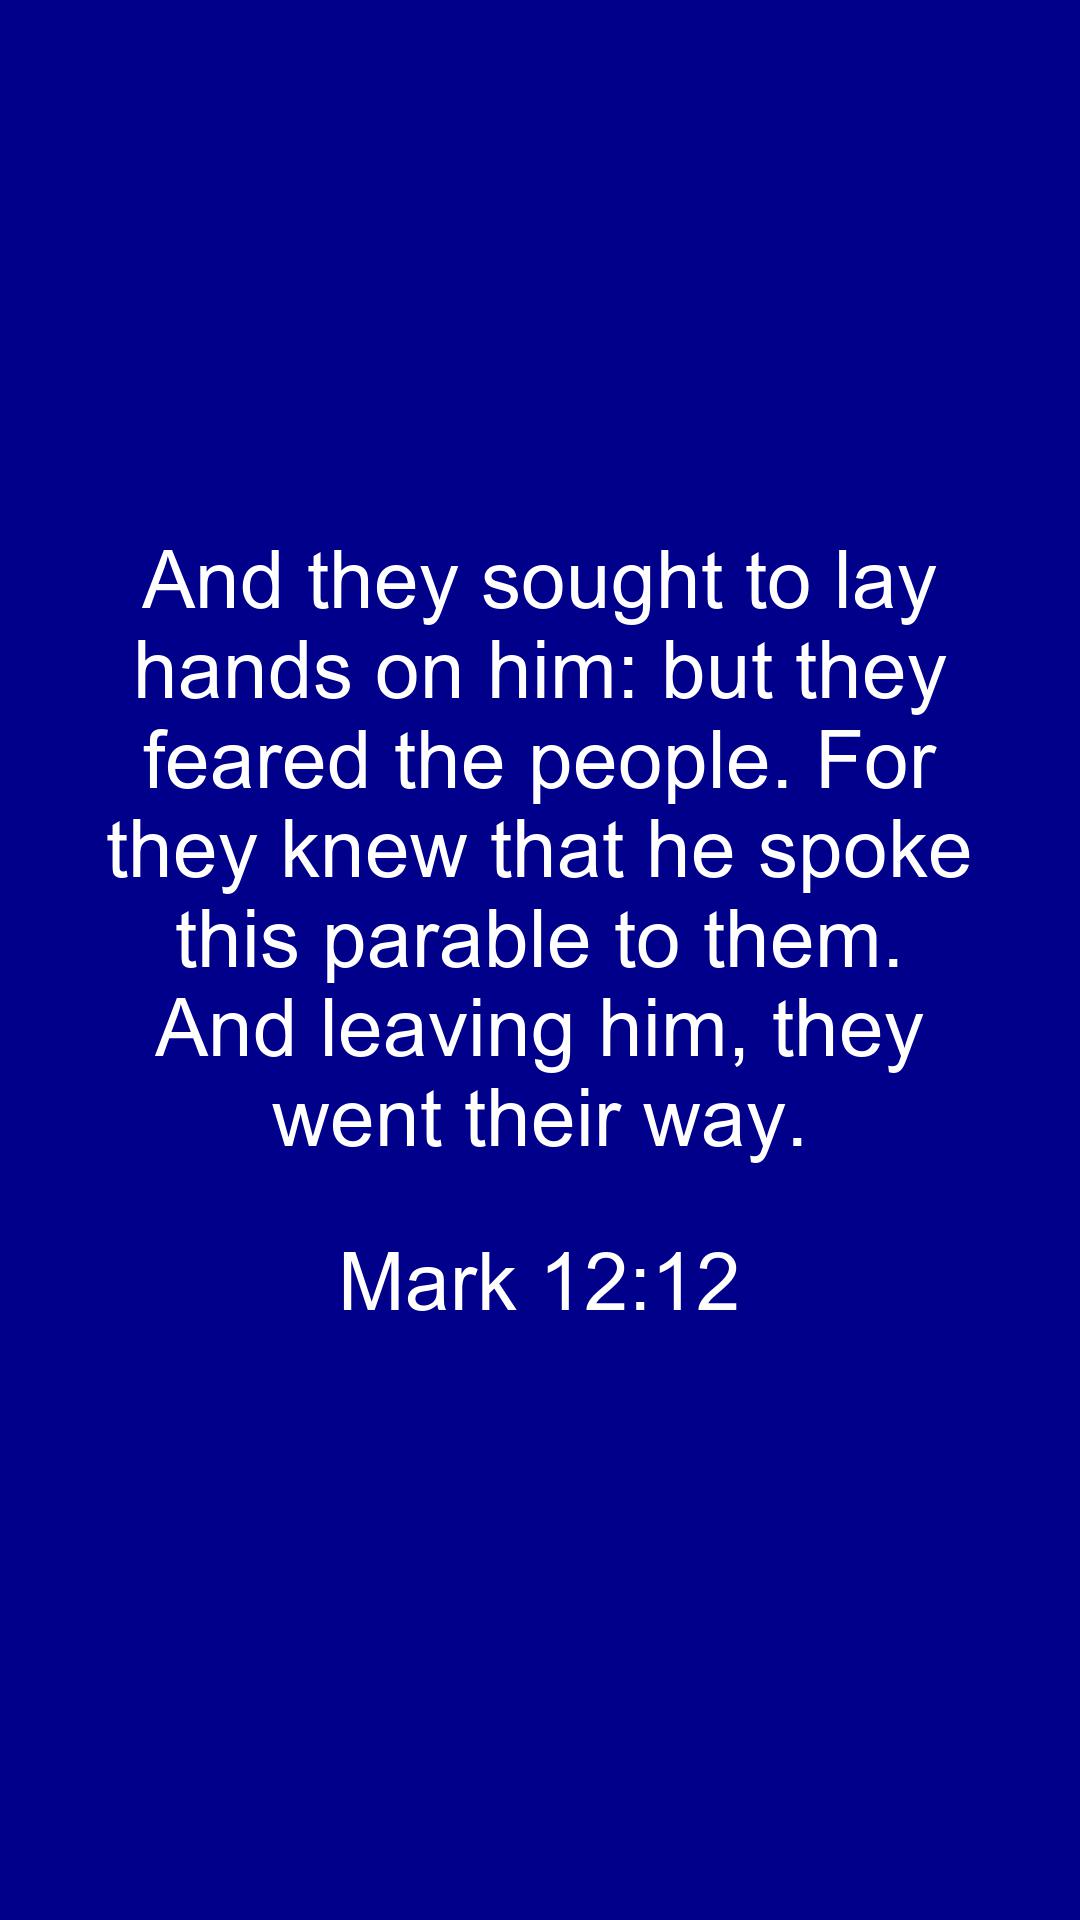 And they sought to lay
hands on him: but they
feared the people. For
they knew that he spoke
this parable to them.
And leaving him, they
went their way.
Mark 12:12